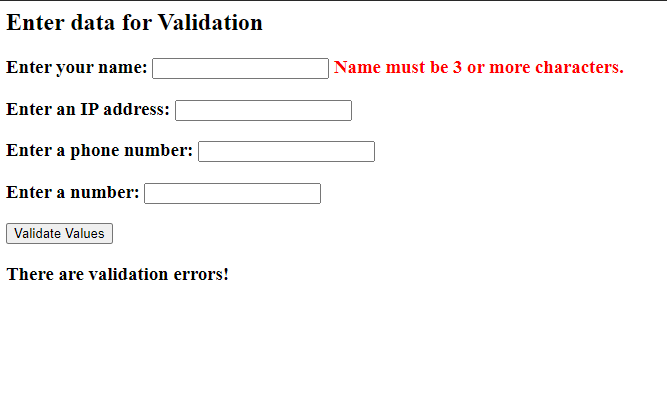 Enter data for Validation
Enter your name: Name must be 3 or more characters.
Enter an IP address:
Enter a phone number:
Enter a number:
Validate Values
There are validation errors!